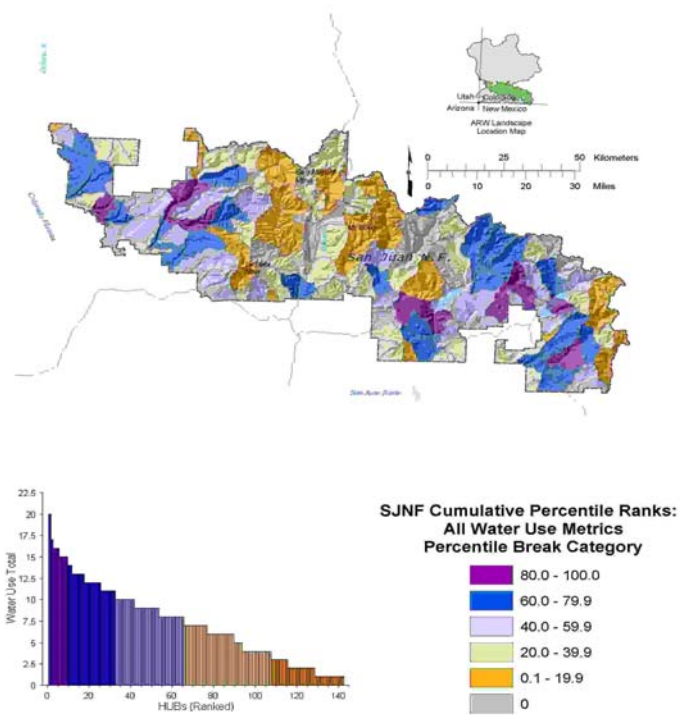 Utah
Colorado
Arizona
New Mexico
ARW Landscape
Location Map
0 25 50 Kilometers
0 10 20 30 Miles
San Juan N.F.
San Juan River
22.5
20
17.5
15
12.5
10
7.5
5
2.5
0
Water Use Total
0 20 40 60 80 100 120 140
HUBs (Ranked)
SJNF Cumulative Percentile Ranks:
All Water Use Metrics
Percentile Break Category
80.0 - 100.0
60.0 - 79.9
40.0 - 59.9
20.0 - 39.9
0.1 - 19.9
0